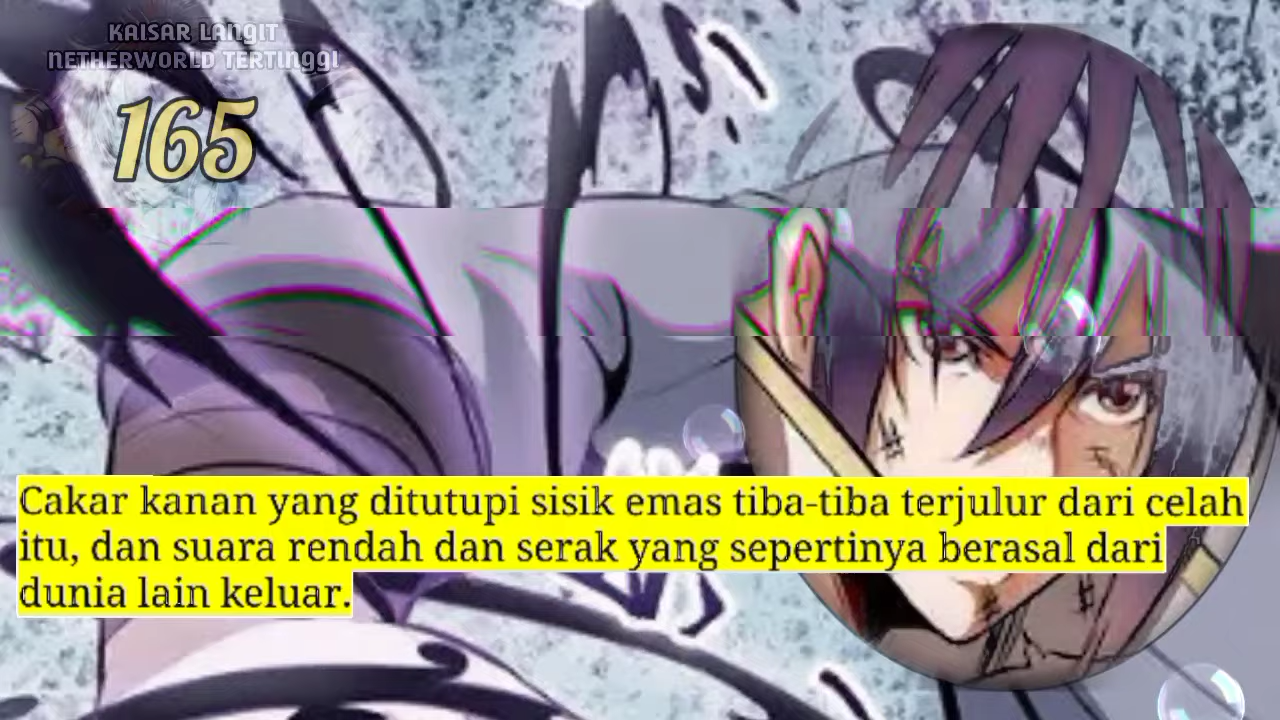 KAISAR LANGIT
NETHERWORLD TERTINGGI
165
Cakar kanan yang ditutupi sisik emas tiba-tiba terjulur dari celah
itu, dan suara rendah dan serak yang sepertinya berasal dari
dunia lain keluar.